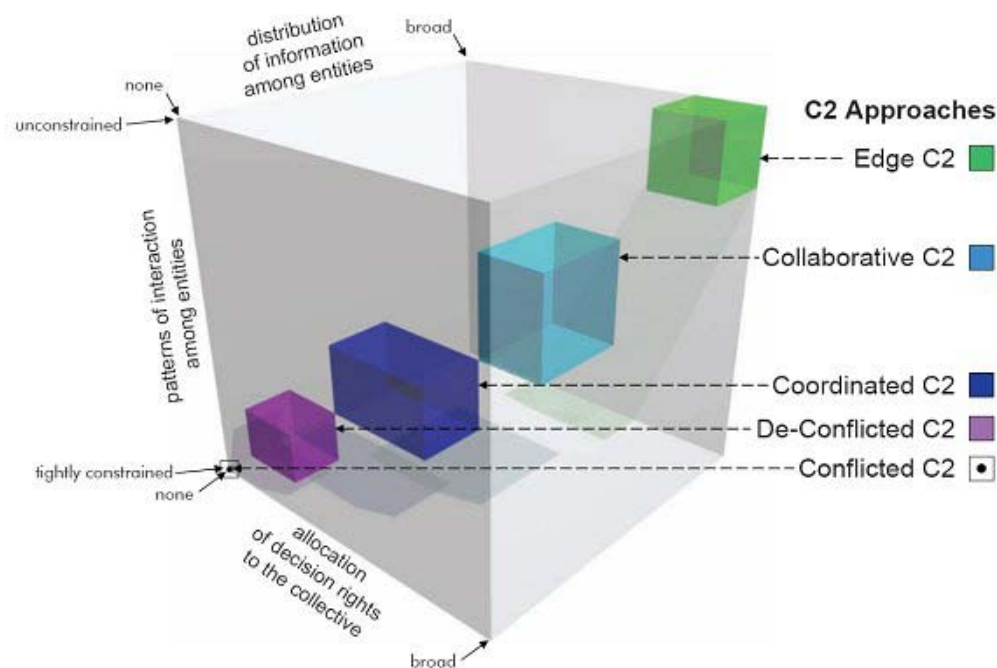 distribution
of information
among entities
broad
none
unconstrained
C2 Approaches
Edge C2
patterns of interaction
among entities
Collaborative C2
Coordinated C2
De-Conflicted C2
tightly constrained
Conflicted C2
none
allocation
of decision rights
to the collective
broad